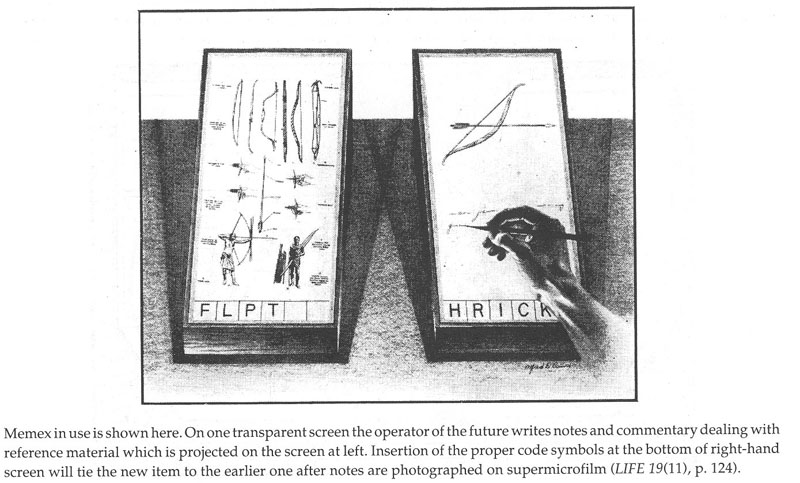 F L P T
H R I C K
Memex in use is shown here. On one transparent screen the operator of the future writes notes and commentary dealing with
reference material which is projected on the screen at left. Insertion of the proper code symbols at the bottom of right-hand
screen will tie the new item to the earlier one after notes are photographed on supermicrofilm (LIFE 19(11), p. 124).